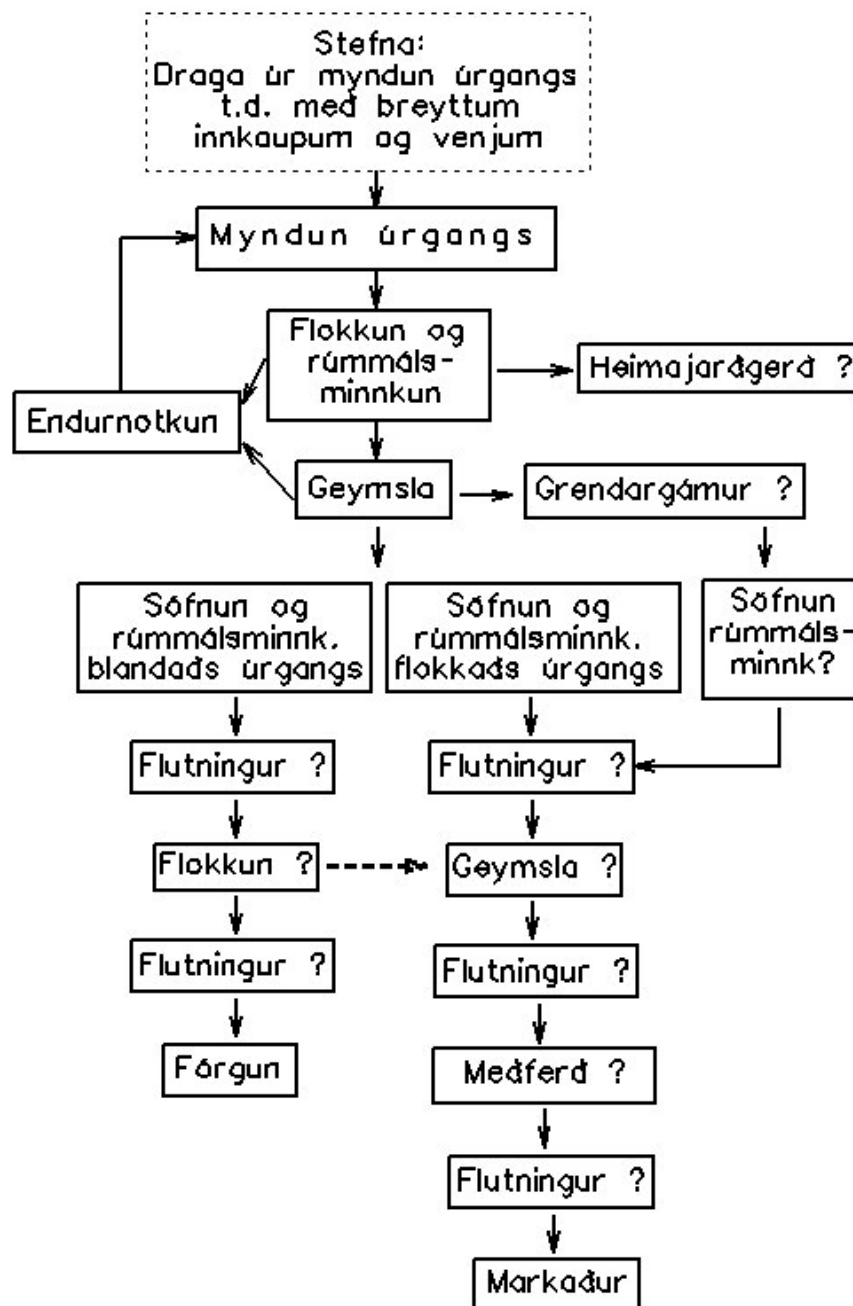 Stefna:
Draga úr myndun úrgangs
t.d. með breyttum
innkaupum og venjum
Myndun úrgangs
Flokkun og
rúmmáls-
minnkun
Heimajarðgerð ?
Endurnotkun
Geymsla
Grendargámur ?
Söfnun og
rúmmálsminnk.
blandaðs úrgangs
Söfnun og
rúmmálsminnk.
flokkaðs úrgangs
Söfnun
rúmmáls-
minnk?
Flutningur ?
Flutningur ?
Flokkun ?
Geymsla ?
Flutningur ?
Flutningur ?
Förgun
Meðferð ?
Flutningur ?
Markaður